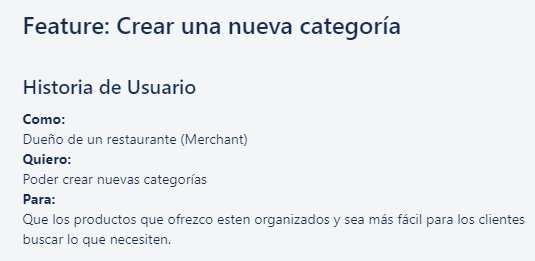 Feature: Crear una nueva categoría
Historia de Usuario
Como:
Dueño de un restaurante (Merchant)
Quiero:
Poder crear nuevas categorías
Para:
Que los productos que ofrezco esten organizados y sea más fácil para los clientes
buscar lo que necesiten.